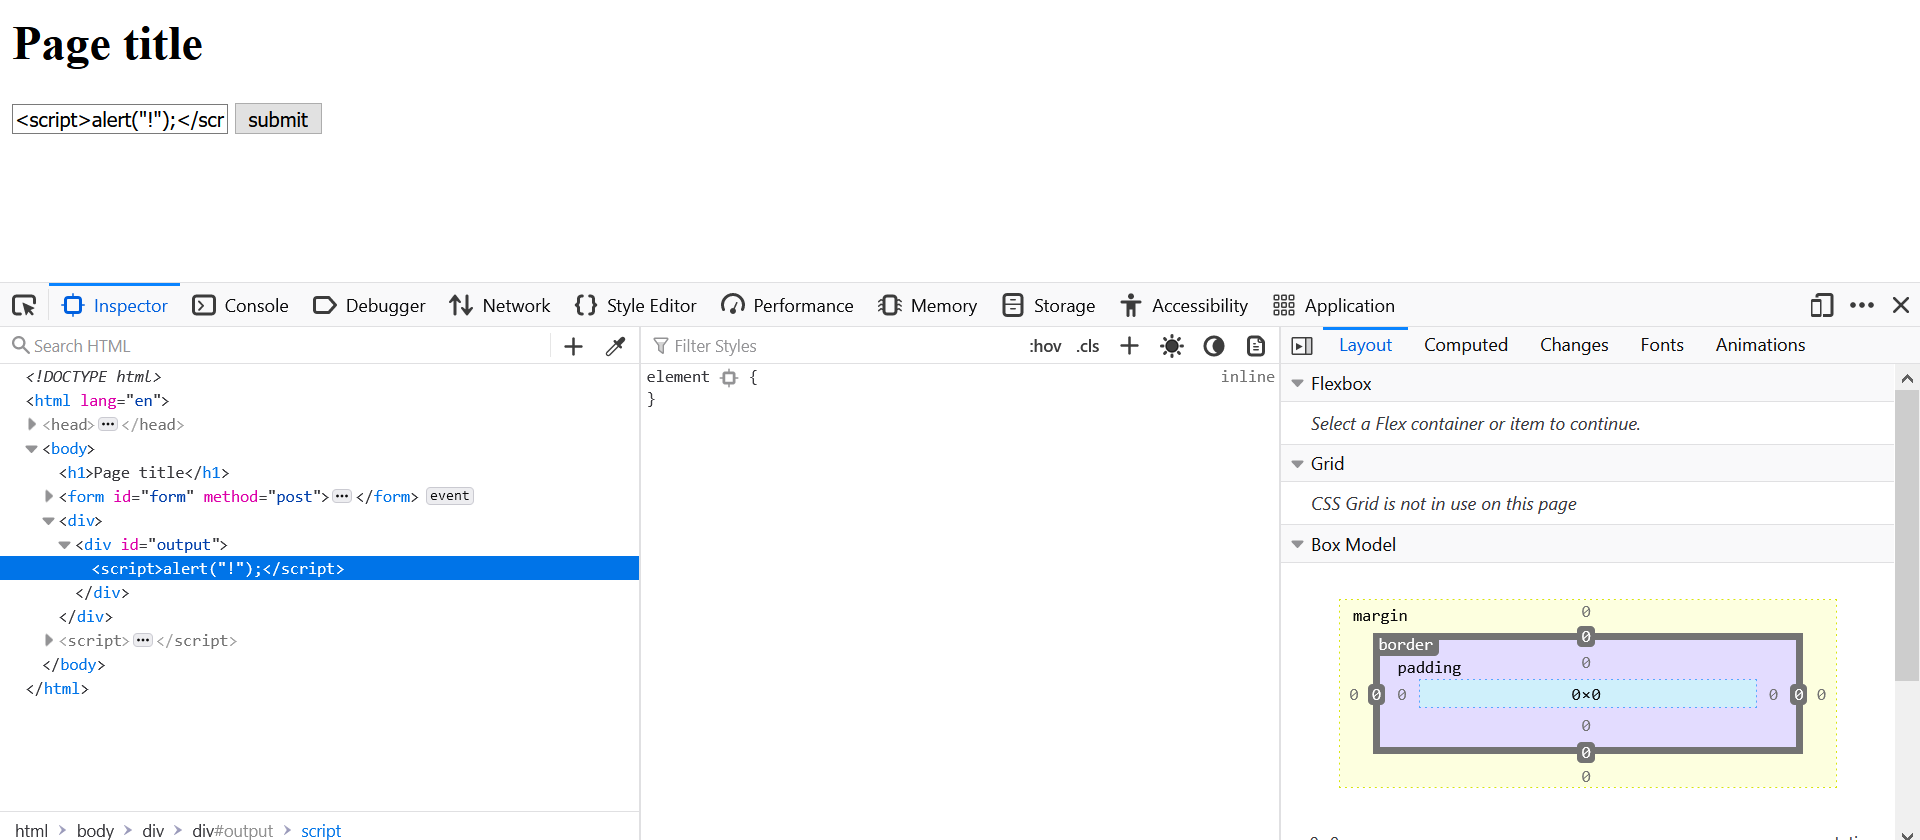 Page title
<script>alert("!");</scr submit
Inspector Console Debugger Network Style Editor Performance Memory Storage Accessibility Application
Search HTML
Filter Styles :hov .cls
Layout Computed Changes Fonts Animations
<!DOCTYPE html>
<html lang="en">
<head> ••• </head>
<body>
<h1>Page title</h1>
<form id="form" method="post"> ••• </form> event
<div>
<div id="output">
<script>alert("!");</script>
</div>
</div>
<script> ••• </script>
</body>
</html>
html > body > div > div#output > script
element { inline
}
Flexbox
Select a Flex container or item to continue.
Grid
CSS Grid is not in use on this page
Box Model
margin 0
border 0
padding 0
0 0 0 0×0 0 0 0
0
0
0